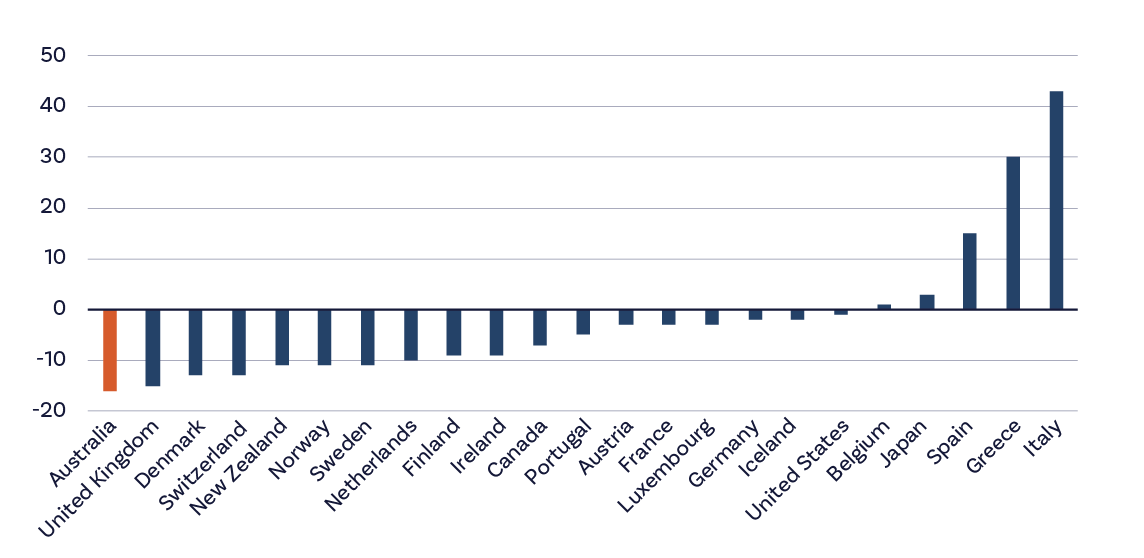 50
40
30
20
10
0
-10
-20
Australia
United Kingdom
Denmark
Switzerland
New Zealand
Norway
Sweden
Netherlands
Finland
Ireland
Canada
Portugal
Austria
France
Luxembourg
Germany
Iceland
United States
Belgium
Japan
Spain
Greece
Italy